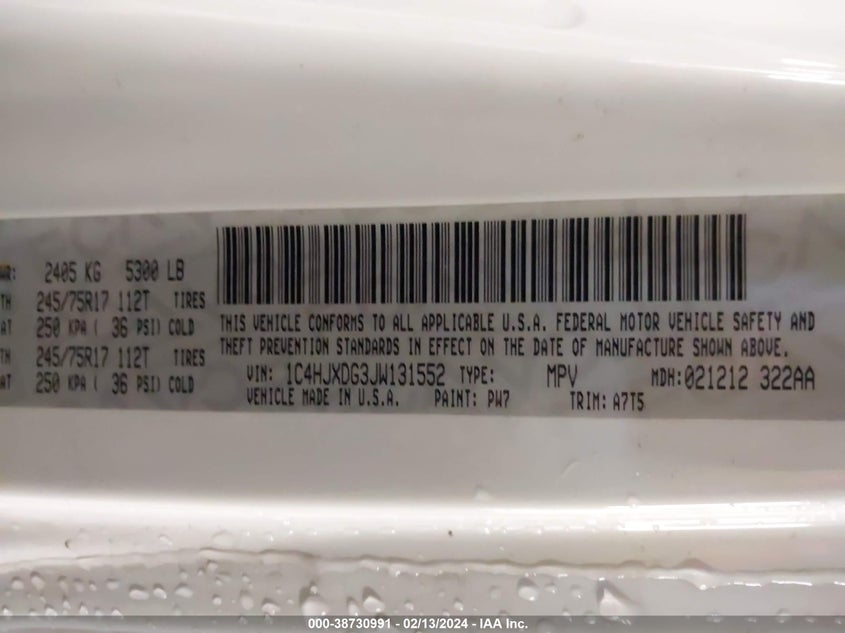 WR: 2405 KG 5300 LB
TH 245/75R17 112T TIRES
AT 250 KPA ( 36 PSI) COLD
TH 245/75R17 112T TIRES
AT 250 KPA ( 36 PSI) COLD
THIS VEHICLE CONFORMS TO ALL APPLICABLE U.S.A. FEDERAL MOTOR VEHICLE SAFETY AND
THEFT PREVENTION STANDARDS IN EFFECT ON THE DATE OF MANUFACTURE SHOWN ABOVE.
VIN: 1C4HJXDG3JW131552 TYPE: MPV MDH:021212 322AA
VEHICLE MADE IN U.S.A. PAINT: PW7 TRIM: A7T5
000-38730991 - 02/13/2024 - IAA Inc.